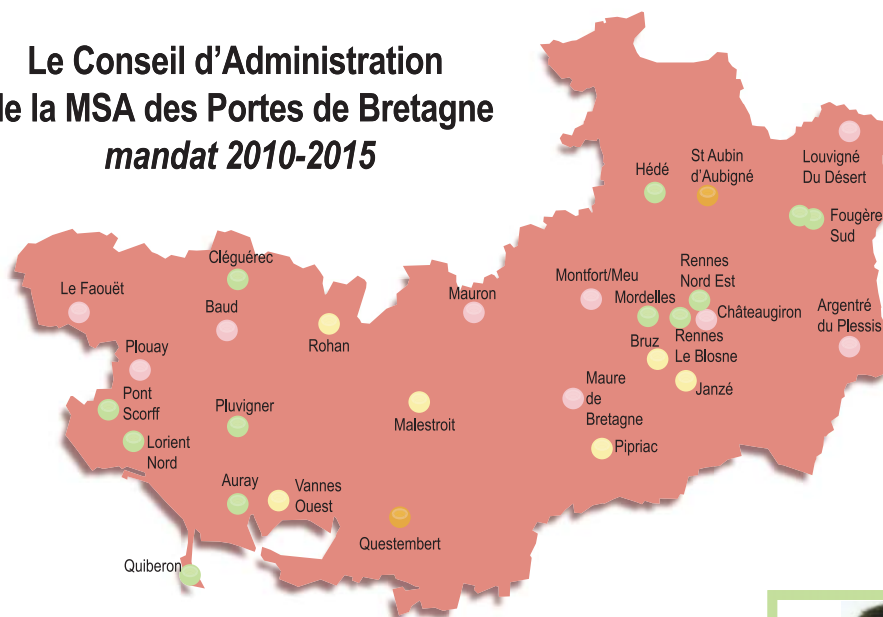 Le Conseil d’Administration
de la MSA des Portes de Bretagne
mandat 2010-2015
Hédé
St Aubin
d’Aubigné
Louvigné
Du Désert
Fougère
Sud
Cléguérec
Le Faouët
Baud
Rohan
Mauron
Montfort/Meu
Rennes
Nord Est
Mordelles
Châteaugiron
Argentré
du Plessis
Bruz
Rennes
Le Blosne
Janzé
Plouay
Pont
Scorff
Lorient
Nord
Pluvigner
Malestroit
Maure
de
Bretagne
Pipriac
Auray
Vannes
Ouest
Questembert
Quiberon